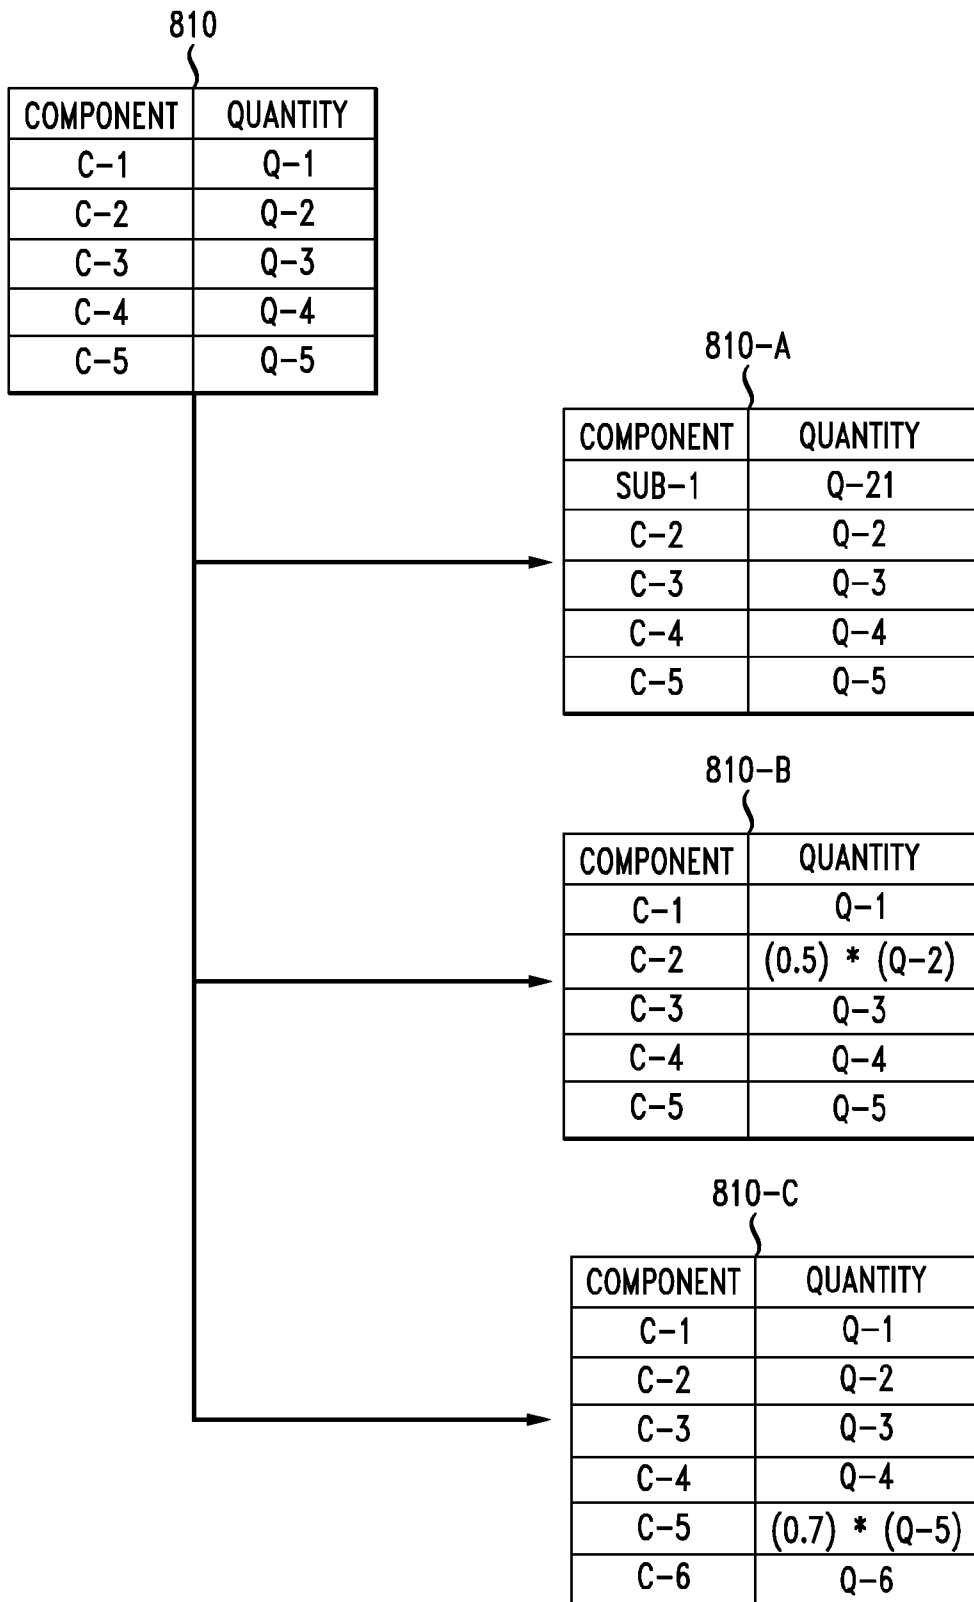 810
COMPONENT QUANTITY
C-1 Q-1
C-2 Q-2
C-3 Q-3
C-4 Q-4
C-5 Q-5
810-A
COMPONENT QUANTITY
SUB-1 Q-21
C-2 Q-2
C-3 Q-3
C-4 Q-4
C-5 Q-5
810-B
COMPONENT QUANTITY
C-1 Q-1
C-2 (0.5) * (Q-2)
C-3 Q-3
C-4 Q-4
C-5 Q-5
810-C
COMPONENT QUANTITY
C-1 Q-1
C-2 Q-2
C-3 Q-3
C-4 Q-4
C-5 (0.7) * (Q-5)
C-6 Q-6